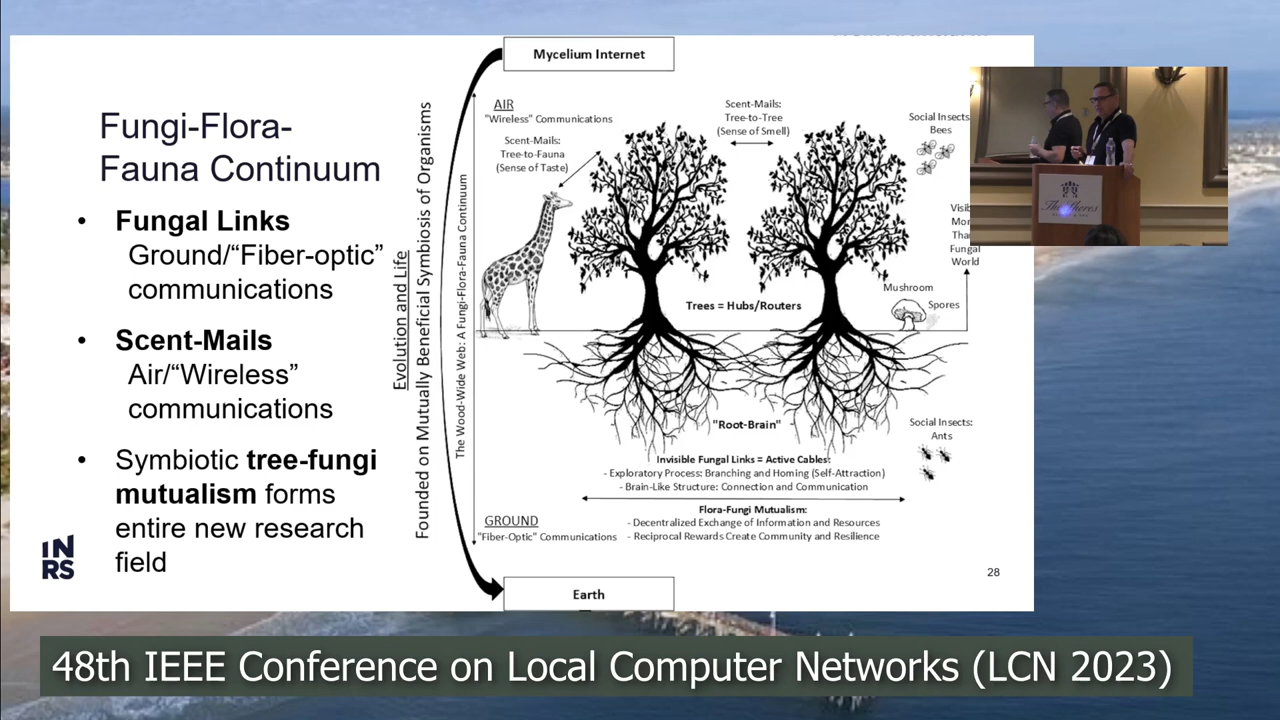 Fungi-Flora-
Fauna Continuum
• Fungal Links
Ground/“Fiber-optic”
communications
• Scent-Mails
Air/“Wireless”
communications
• Symbiotic tree-fungi
mutualism forms
entire new research
field
INRS
Mycelium Internet
Evolution and Life
Founded on Mutually Beneficial Symbiosis of Organisms
The Wood-Wide Web: A Fungi-Flora-Fauna Continuum
AIR
"Wireless" Communications
Scent-Mails:
Tree-to-Fauna
(Sense of Taste)
Scent-Mails:
Tree-to-Tree
(Sense of Smell)
Social Insects
Bees
More
Fungal
World
Mushroom
Spores
Trees = Hubs/Routers
"Root-Brain"
Social Insects:
Ants
Invisible Fungal Links = Active Cables:
- Exploratory Process: Branching and Homing (Self-Attraction)
- Brain-Like Structure: Connection and Communication
Flora-Fungi Mutualism:
- Decentralized Exchange of Information and Resources
- Reciprocal Rewards Create Community and Resilience
GROUND
"Fiber-Optic" Communications
Earth
28
The Shores
48th IEEE Conference on Local Computer Networks (LCN 2023)